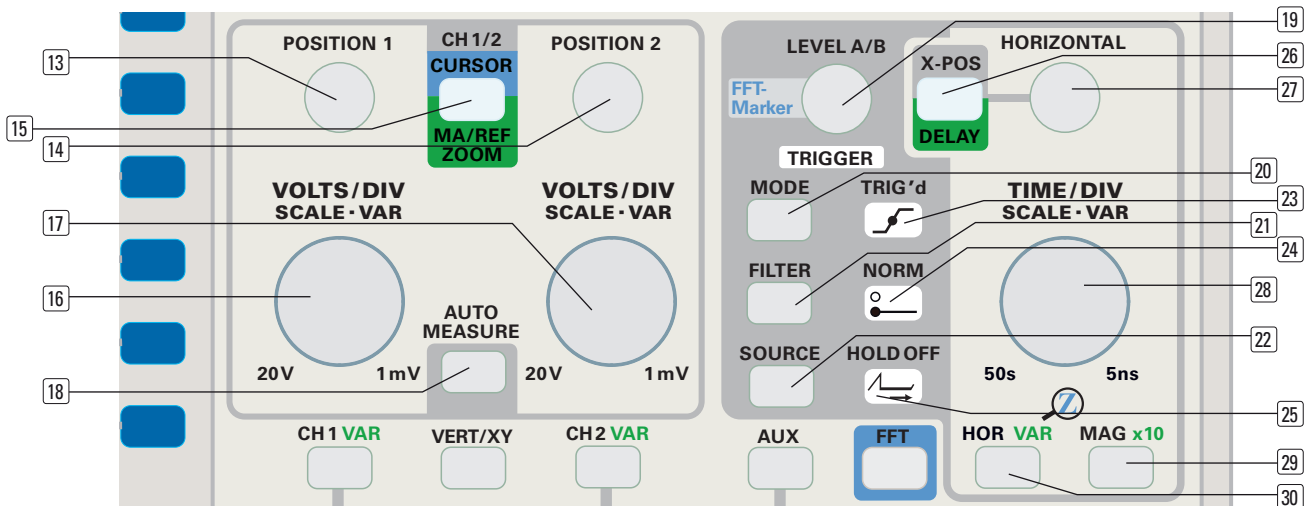 POSITION 1
CH 1/2
CURSOR
POSITION 2
MA/REF
ZOOM
LEVEL A/B
FFT-
Marker
HORIZONTAL
X-POS
DELAY
TRIGGER
MODE
TRIG'd
FILTER
NORM
SOURCE
HOLD OFF
VOLTS/DIV
SCALE · VAR
VOLTS/DIV
SCALE · VAR
TIME/DIV
SCALE · VAR
AUTO
MEASURE
20V 1mV
20V 1mV
50s 5ns
Z
CH 1 VAR
VERT/XY
CH 2 VAR
AUX
FFT
HOR VAR
MAG x10
13
15
14
17
16
18
19
26
27
20
23
21
24
28
22
25
29
30